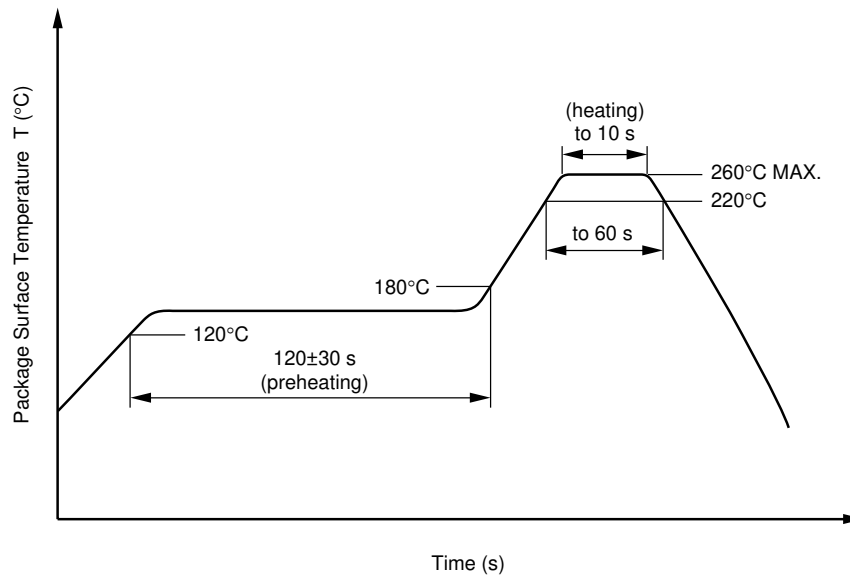 Package Surface Temperature T (°C)
(heating)
to 10 s
260°C MAX.
220°C
to 60 s
180°C
120°C
120±30 s
(preheating)
Time (s)